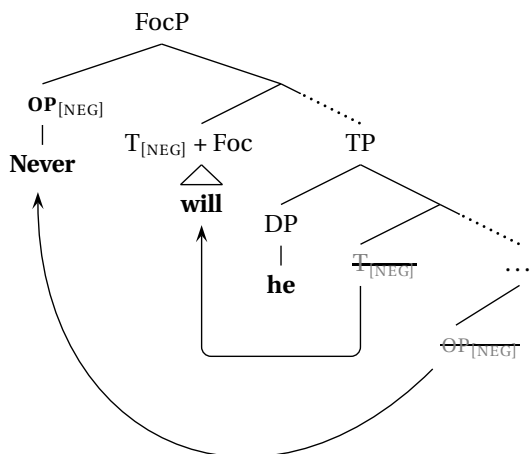 FocP
OP[NEG]
Never
T[NEG] + Foc
will
TP
DP
he
T[NEG]
...
OP[NEG]